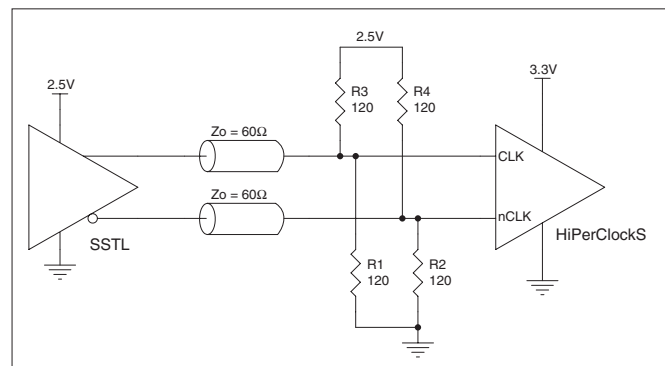 2.5V
2.5V
3.3V
R3
120
R4
120
Zo = 60Ω
CLK
Zo = 60Ω
nCLK
SSTL
HiPerClockS
R1
120
R2
120